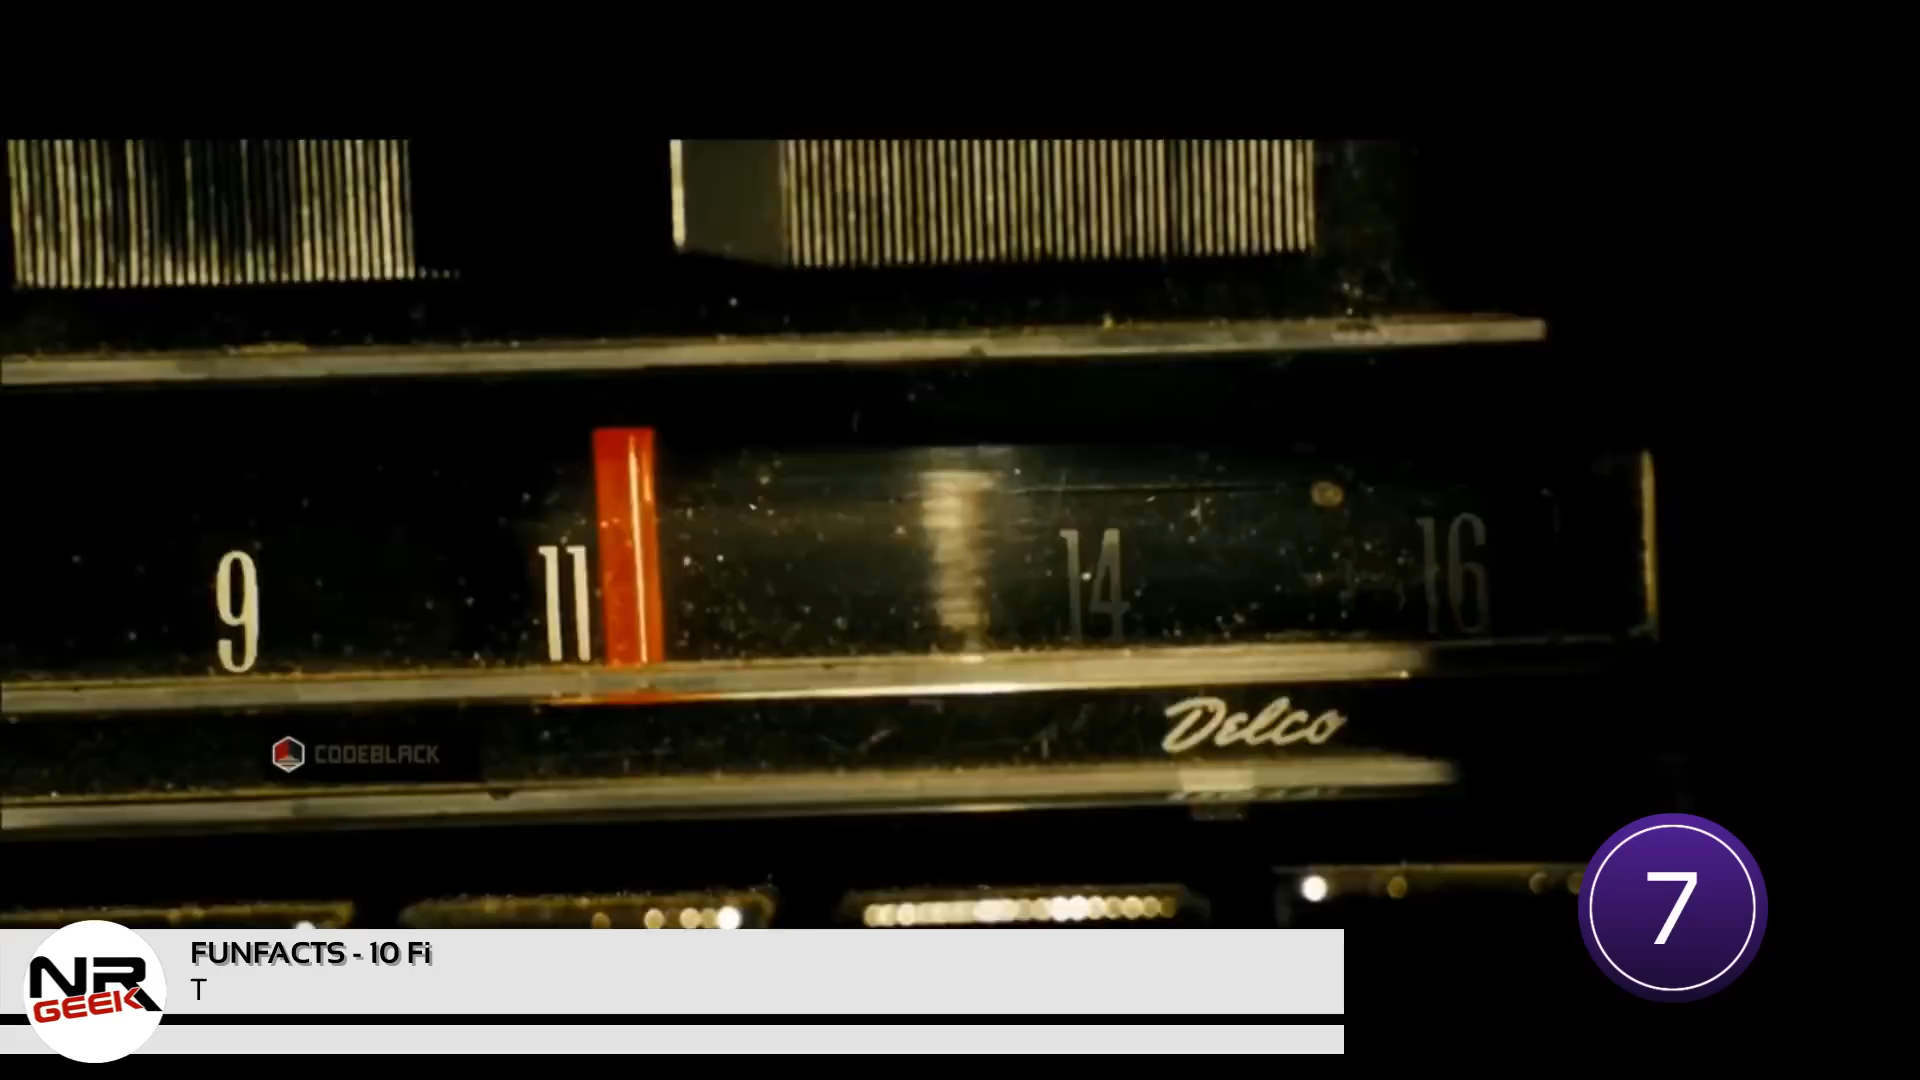 9 11 14 16
Delco
CODEBLACK
7
FUNFACTS - 10 Fi
T
NR
GEEK